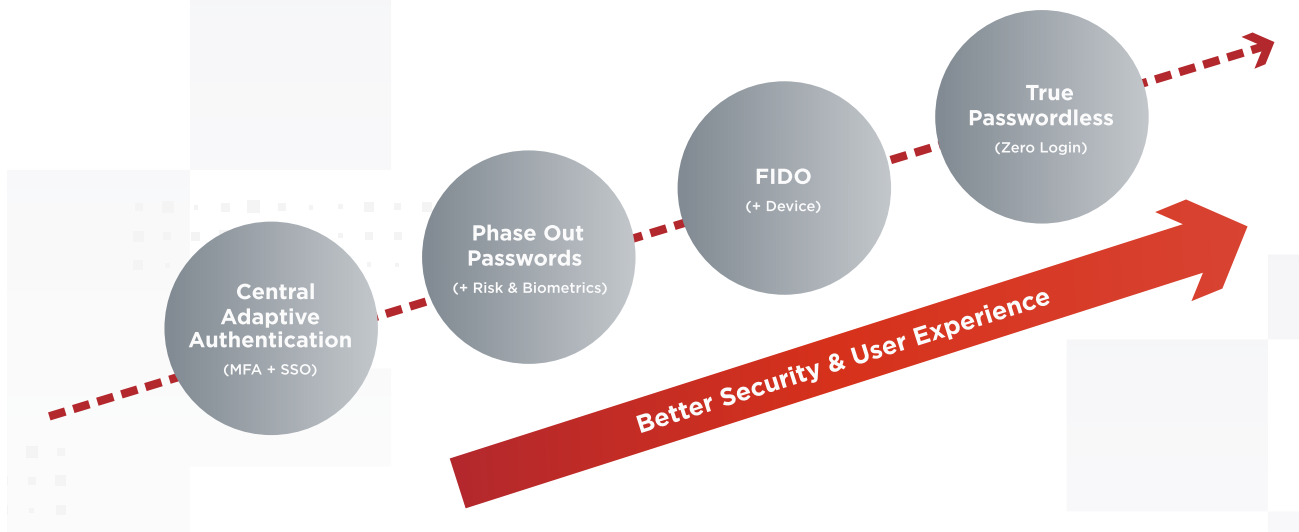 Central
Adaptive
Authentication
(MFA + SSO)
Phase Out
Passwords
(+ Risk & Biometrics)
FIDO
(+ Device)
True
Passwordless
(Zero Login)
Better Security & User Experience